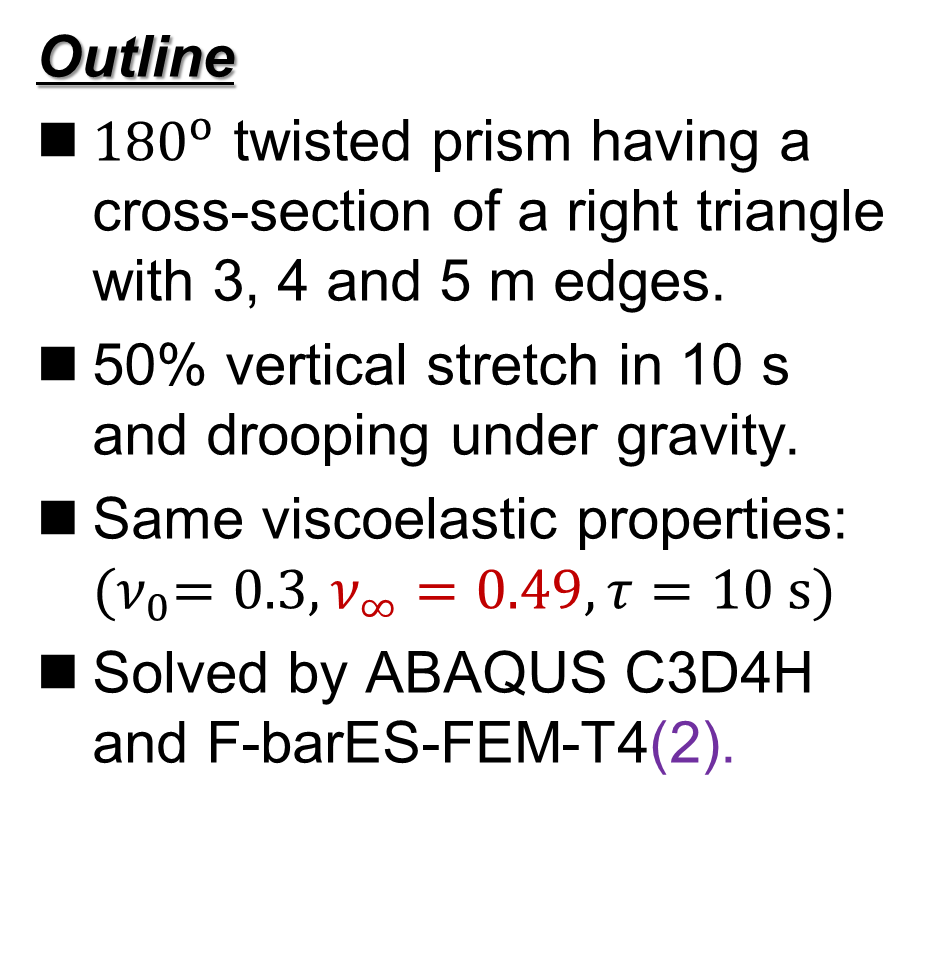 Outline
■ 180° twisted prism having a
cross-section of a right triangle
with 3, 4 and 5 m edges.
■ 50% vertical stretch in 10 s
and drooping under gravity.
■ Same viscoelastic properties:
(ν₀= 0.3, ν∞ = 0.49, τ = 10 s)
■ Solved by ABAQUS C3D4H
and F-barES-FEM-T4(2).